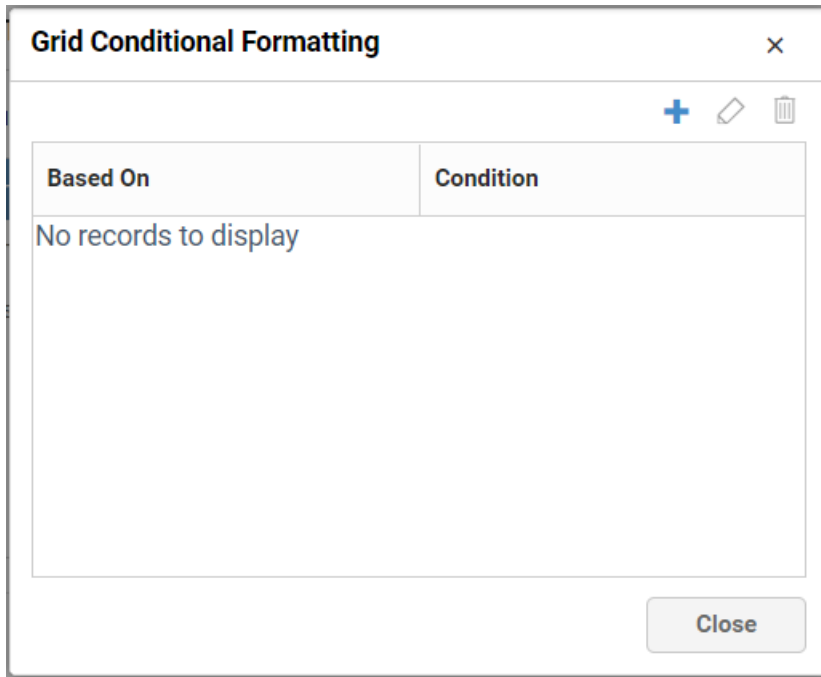 Grid Conditional Formatting
Based On
Condition
No records to display
Close